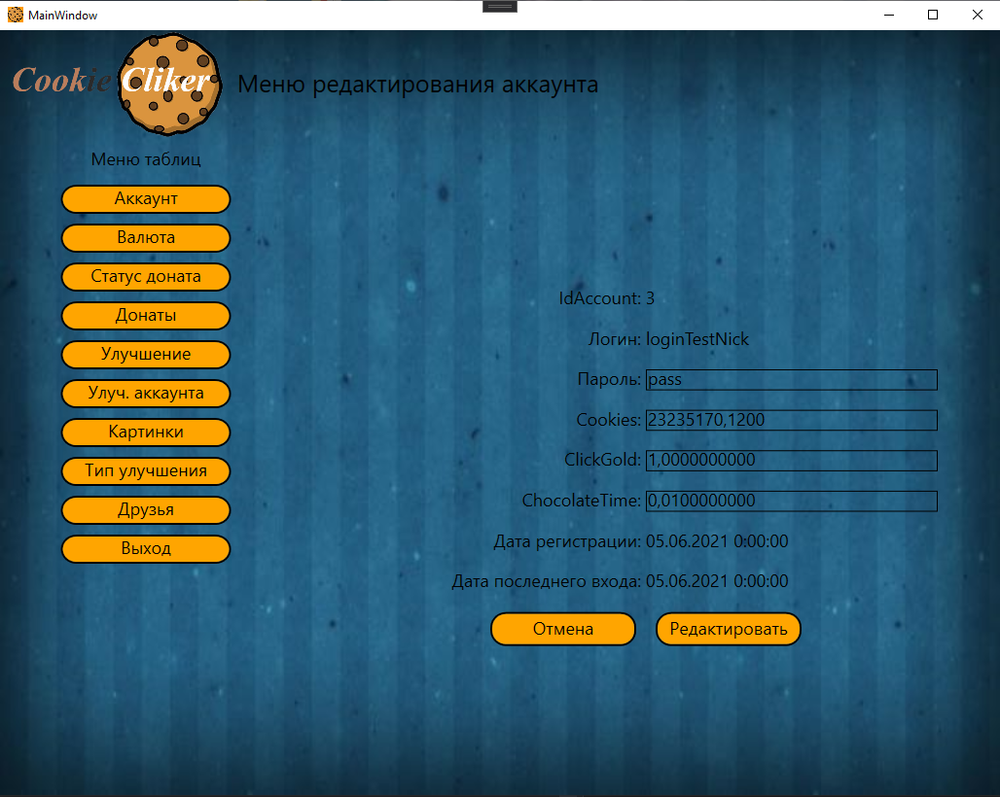 MainWindow
Cookie Cliker
Меню редактирования аккаунта
Меню таблиц
Аккаунт
Валюта
Статус доната
Донаты
Улучшение
Улуч. аккаунта
Картинки
Тип улучшения
Друзья
Выход
IdAccount: 3
Логин: loginTestNick
Пароль: pass
Cookies: 23235170,1200
ClickGold: 1,0000000000
ChocolateTime: 0,0100000000
Дата регистрации: 05.06.2021 0:00:00
Дата последнего входа: 05.06.2021 0:00:00
Отмена Редактировать